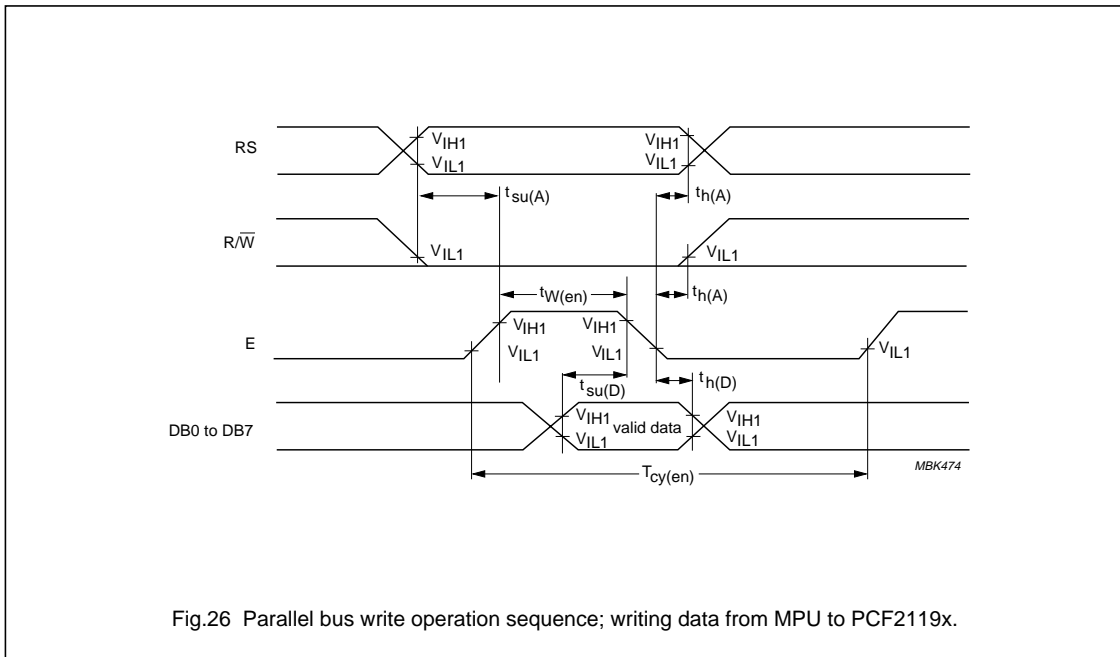 RS
VIH1
VIL1
VIH1
VIL1
tsu(A)
th(A)
R/W̅
VIL1
VIL1
tW(en)
th(A)
E
VIH1
VIL1
VIH1
VIL1
VIL1
tsu(D)
th(D)
DB0 to DB7
VIH1
VIL1
valid data
VIH1
VIL1
Tcy(en)
MBK474
Fig.26 Parallel bus write operation sequence; writing data from MPU to PCF2119x.